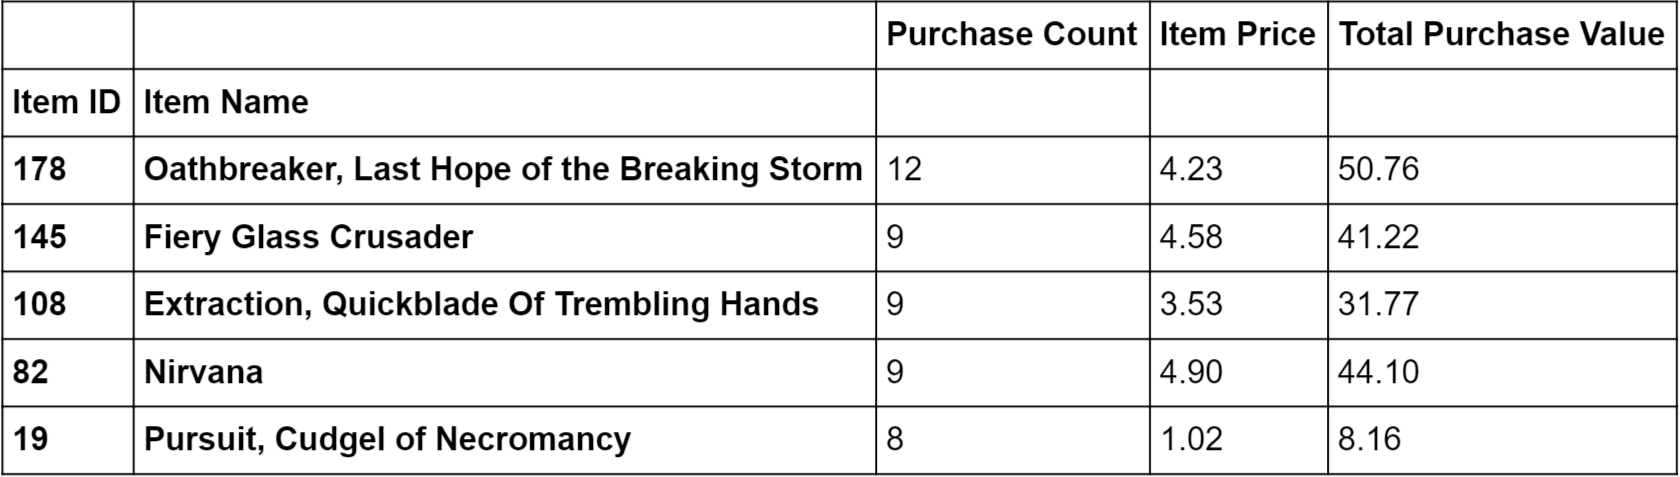 Purchase Count Item Price Total Purchase Value
Item ID Item Name
178 Oathbreaker, Last Hope of the Breaking Storm 12 4.23 50.76
145 Fiery Glass Crusader 9 4.58 41.22
108 Extraction, Quickblade Of Trembling Hands 9 3.53 31.77
82 Nirvana 9 4.90 44.10
19 Pursuit, Cudgel of Necromancy 8 1.02 8.16